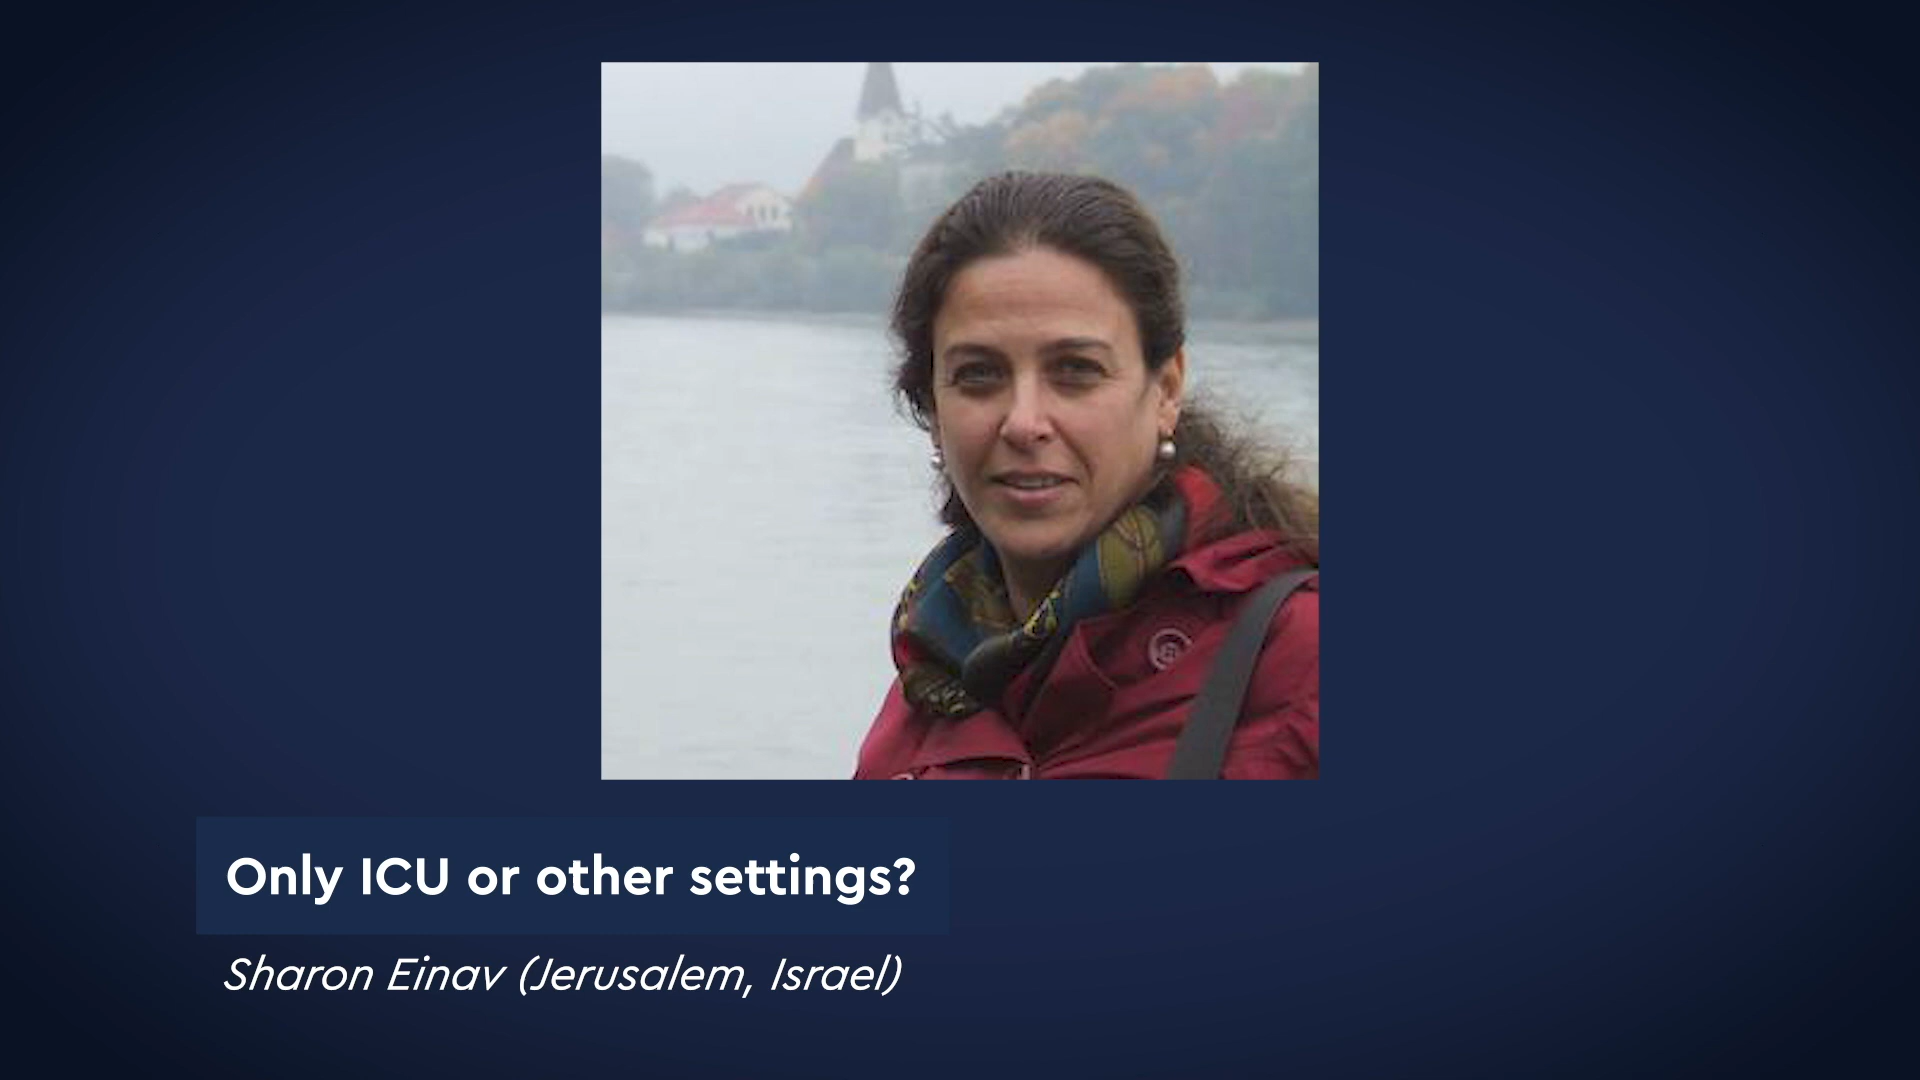 Only ICU or other settings?
Sharon Einav (Jerusalem, Israel)